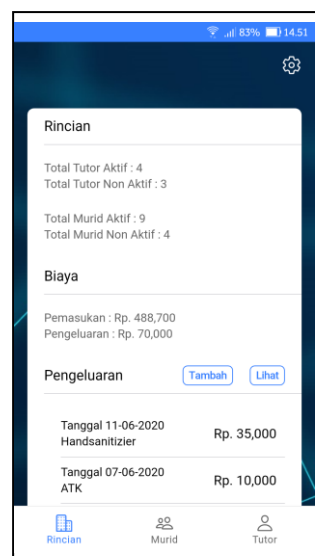 83% 14.51
Rincian
Total Tutor Aktif : 4
Total Tutor Non Aktif : 3
Total Murid Aktif : 9
Total Murid Non Aktif : 4
Biaya
Pemasukan : Rp. 488,700
Pengeluaran : Rp. 70,000
Pengeluaran Tambah Lihat
Tanggal 11-06-2020
Handsanitizier
Rp. 35,000
Tanggal 07-06-2020
ATK
Rp. 10,000
Rincian Murid Tutor